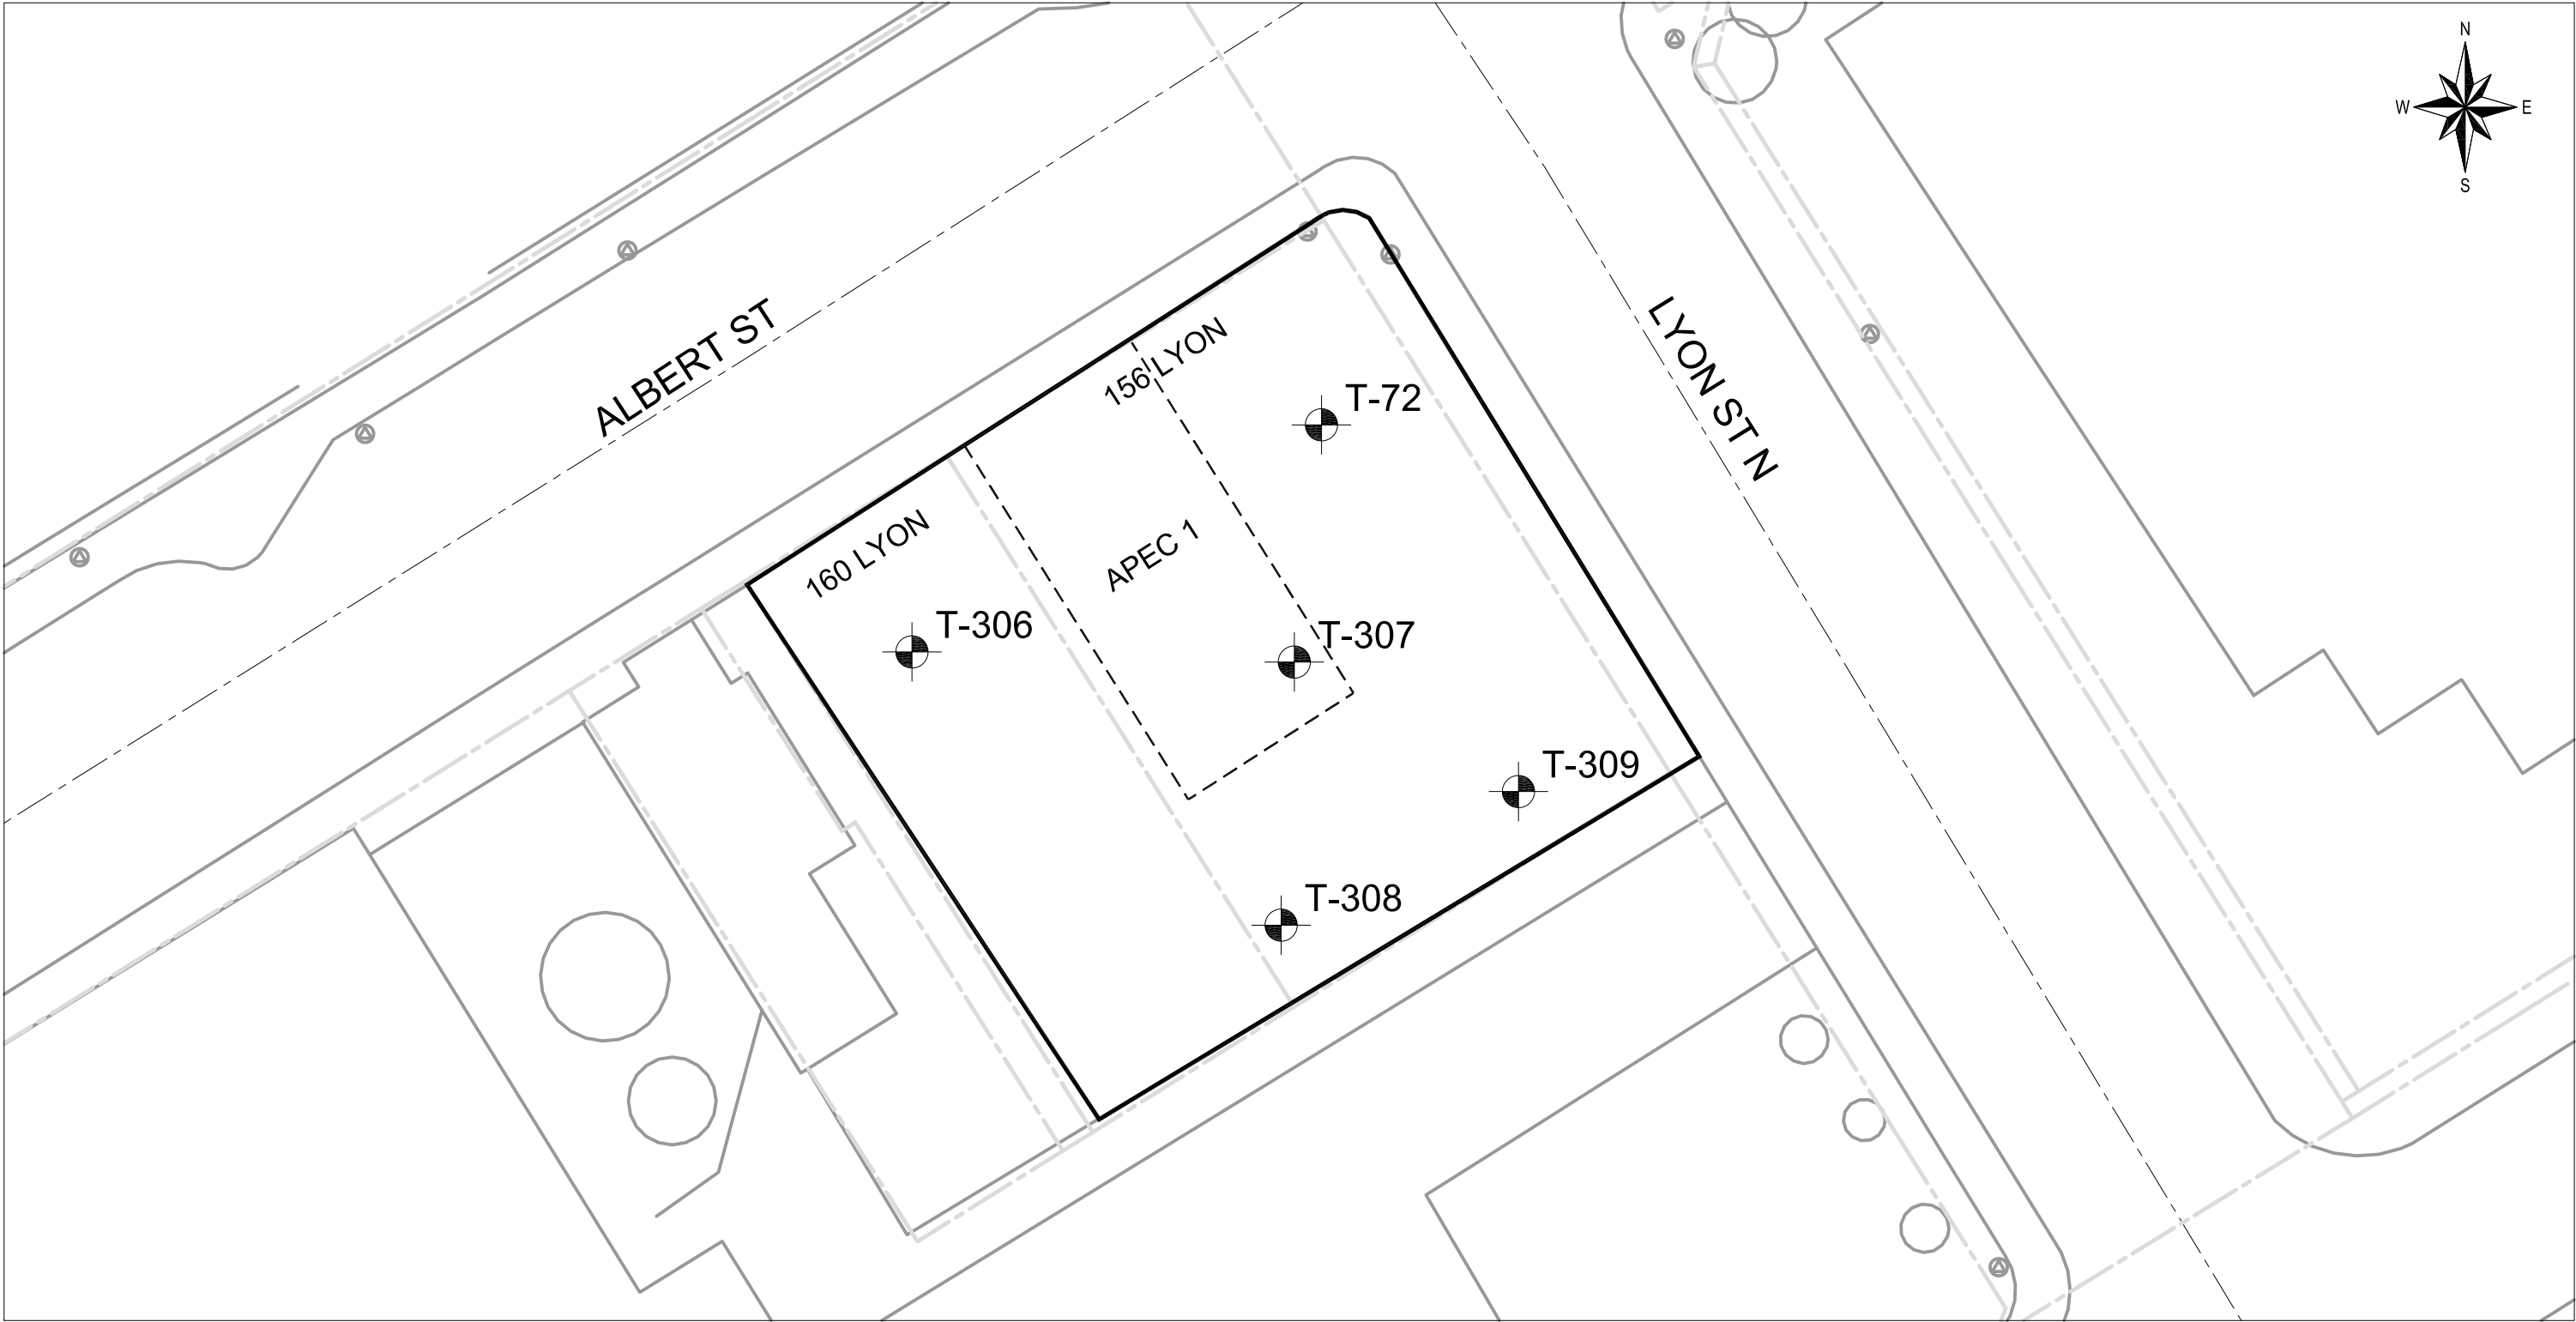 N
W
E
S
ALBERT ST
LYON ST N
156 LYON
T-72
160 LYON
APEC 1
T-306
T-307
T-309
T-308